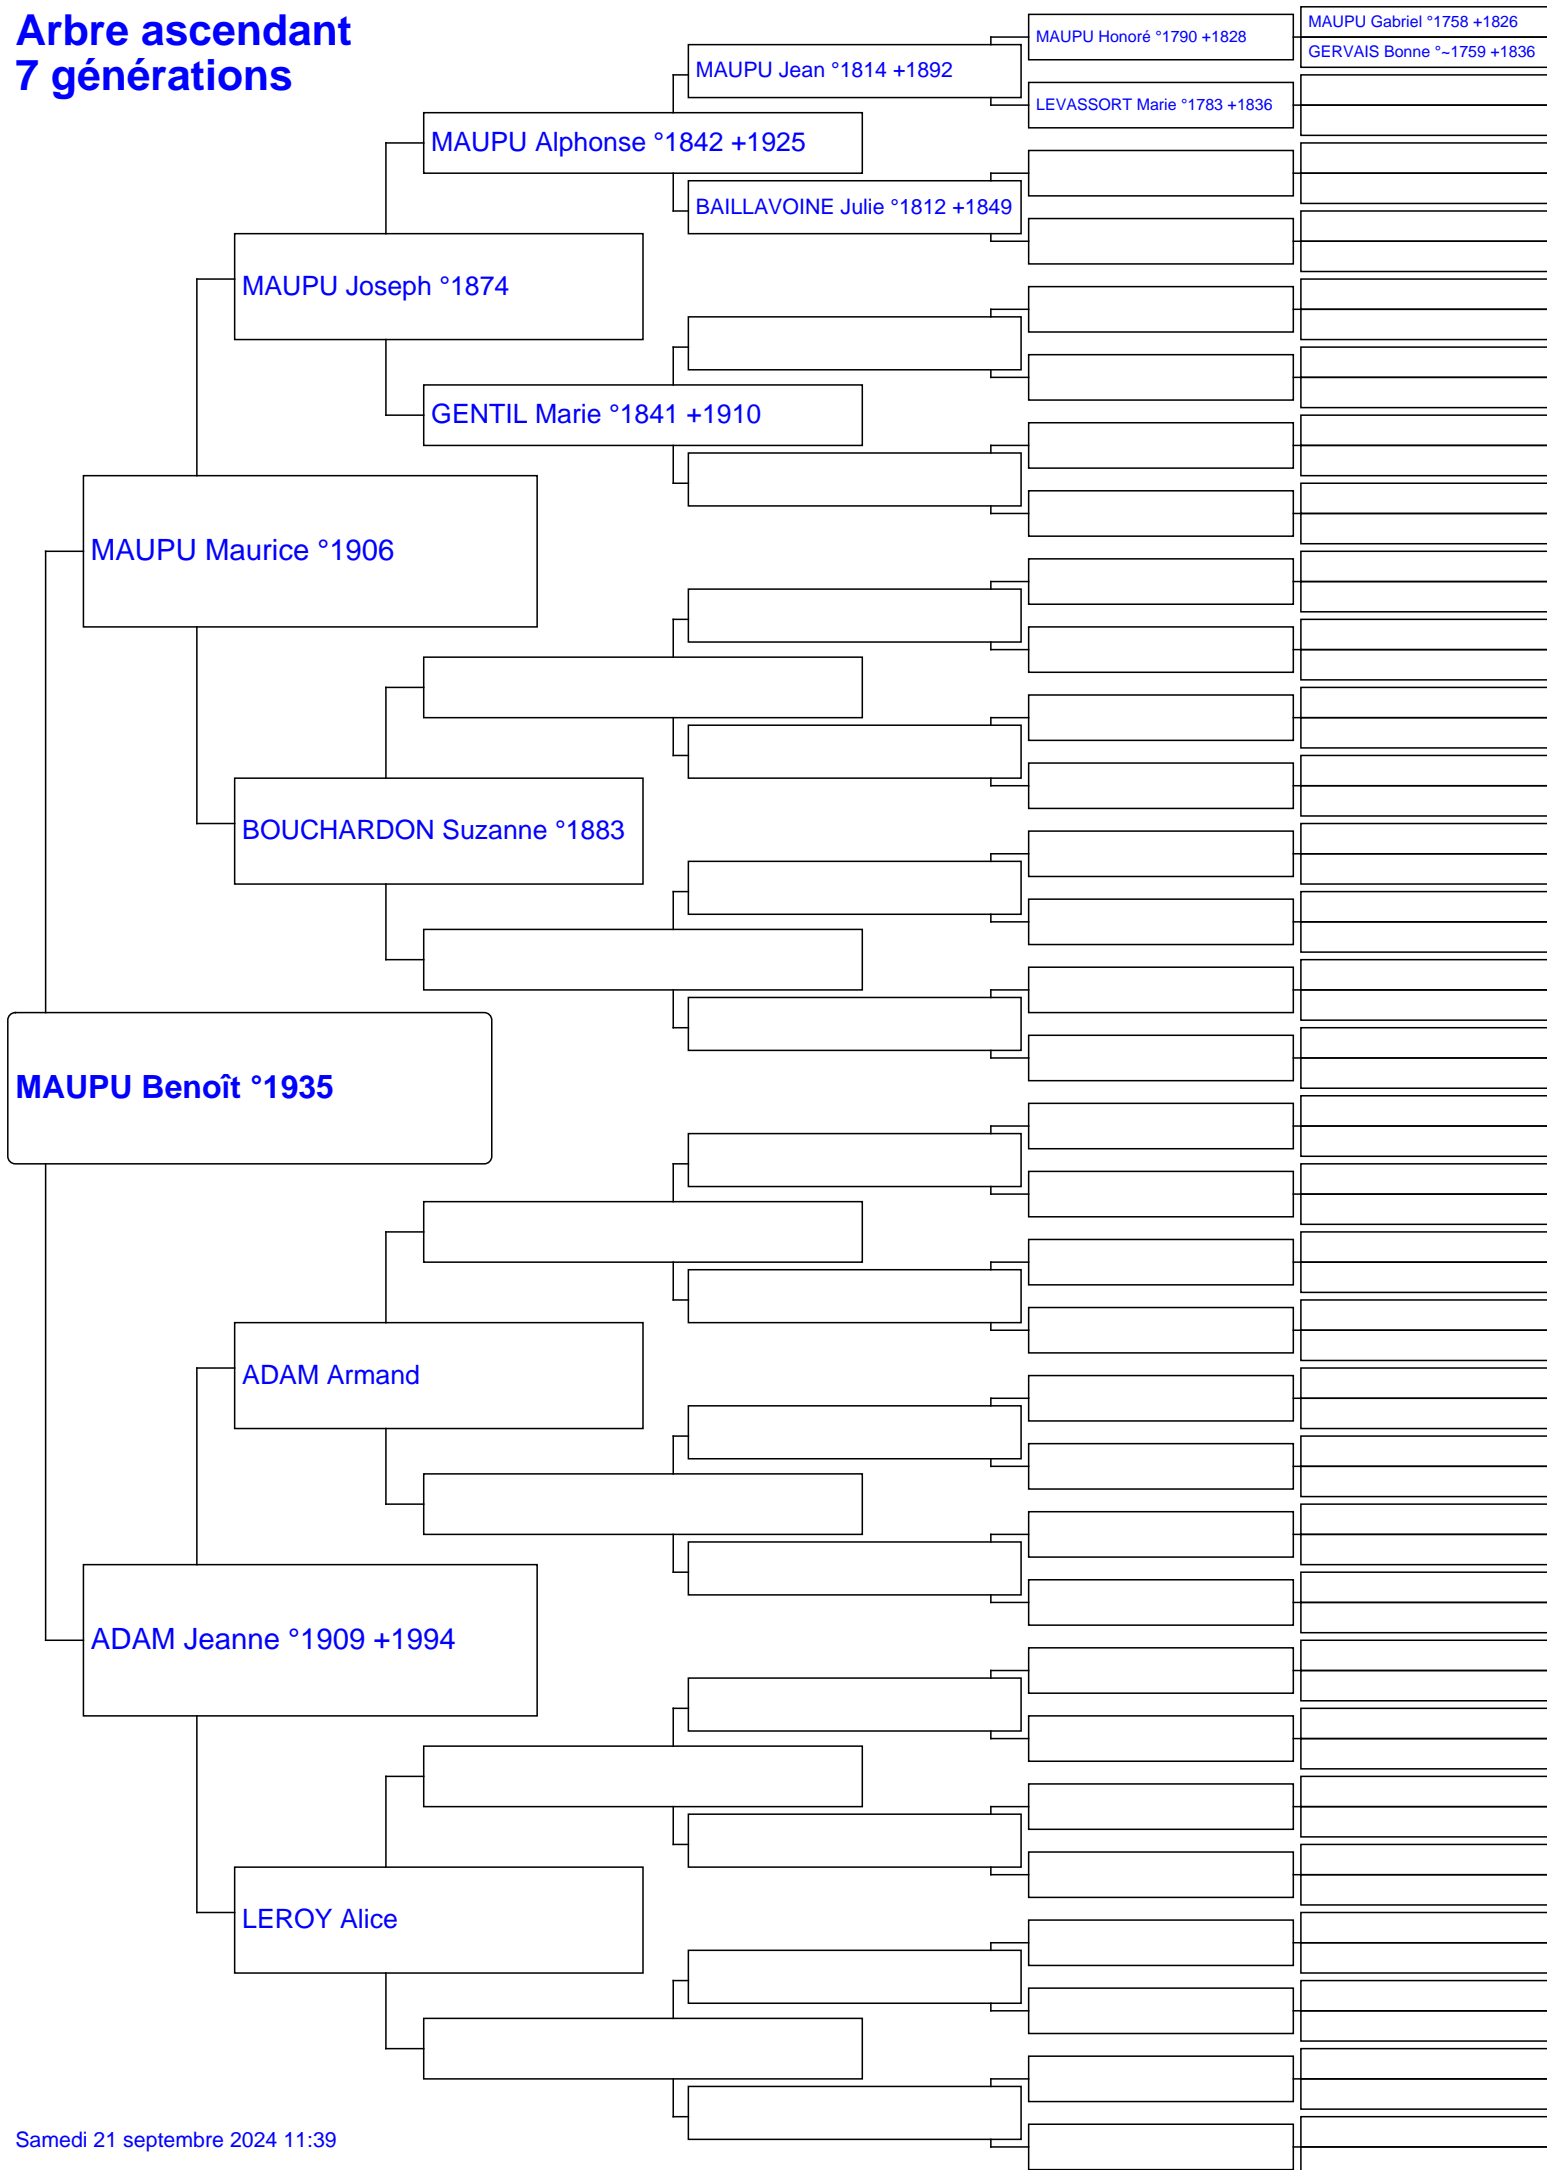 Arbre ascendant
7 générations
MAUPU Gabriel °1758 +1826
MAUPU Honoré °1790 +1828
GERVAIS Bonne °~1759 +1836
MAUPU Jean °1814 +1892
LEVASSORT Marie °1783 +1836
MAUPU Alphonse °1842 +1925
BAILLAVOINE Julie °1812 +1849
MAUPU Joseph °1874
GENTIL Marie °1841 +1910
MAUPU Maurice °1906
BOUCHARDON Suzanne °1883
MAUPU Benoît °1935
ADAM Armand
ADAM Jeanne °1909 +1994
LEROY Alice
Samedi 21 septembre 2024 11:39